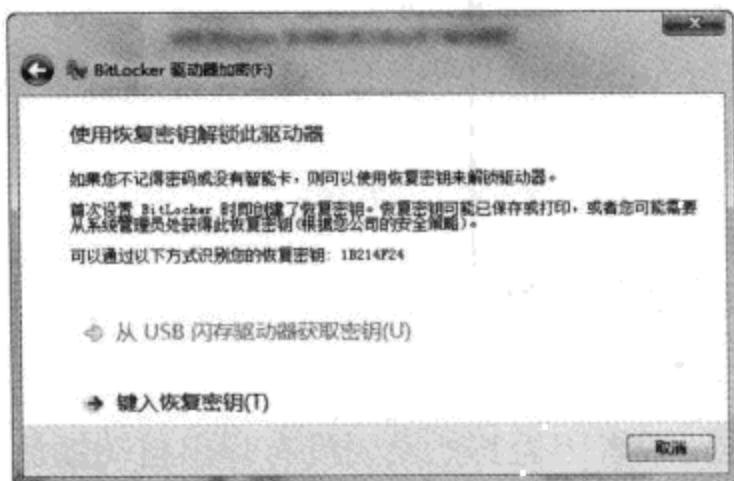 BitLocker 驱动器加密(F:)
使用恢复密钥解锁此驱动器
如果您不记得密码或没有智能卡，则可以使用恢复密钥来解锁驱动器。
首次设置 BitLocker 时即创建了恢复密钥。恢复密钥可能已保存或打印，或者您可能需要
从系统管理员处获得此恢复密钥(根据您公司的安全策略)。
可以通过以下方式识别您的恢复密钥: 1B214F24
从 USB 闪存驱动器获取密钥(U)
键入恢复密钥(T)
取消